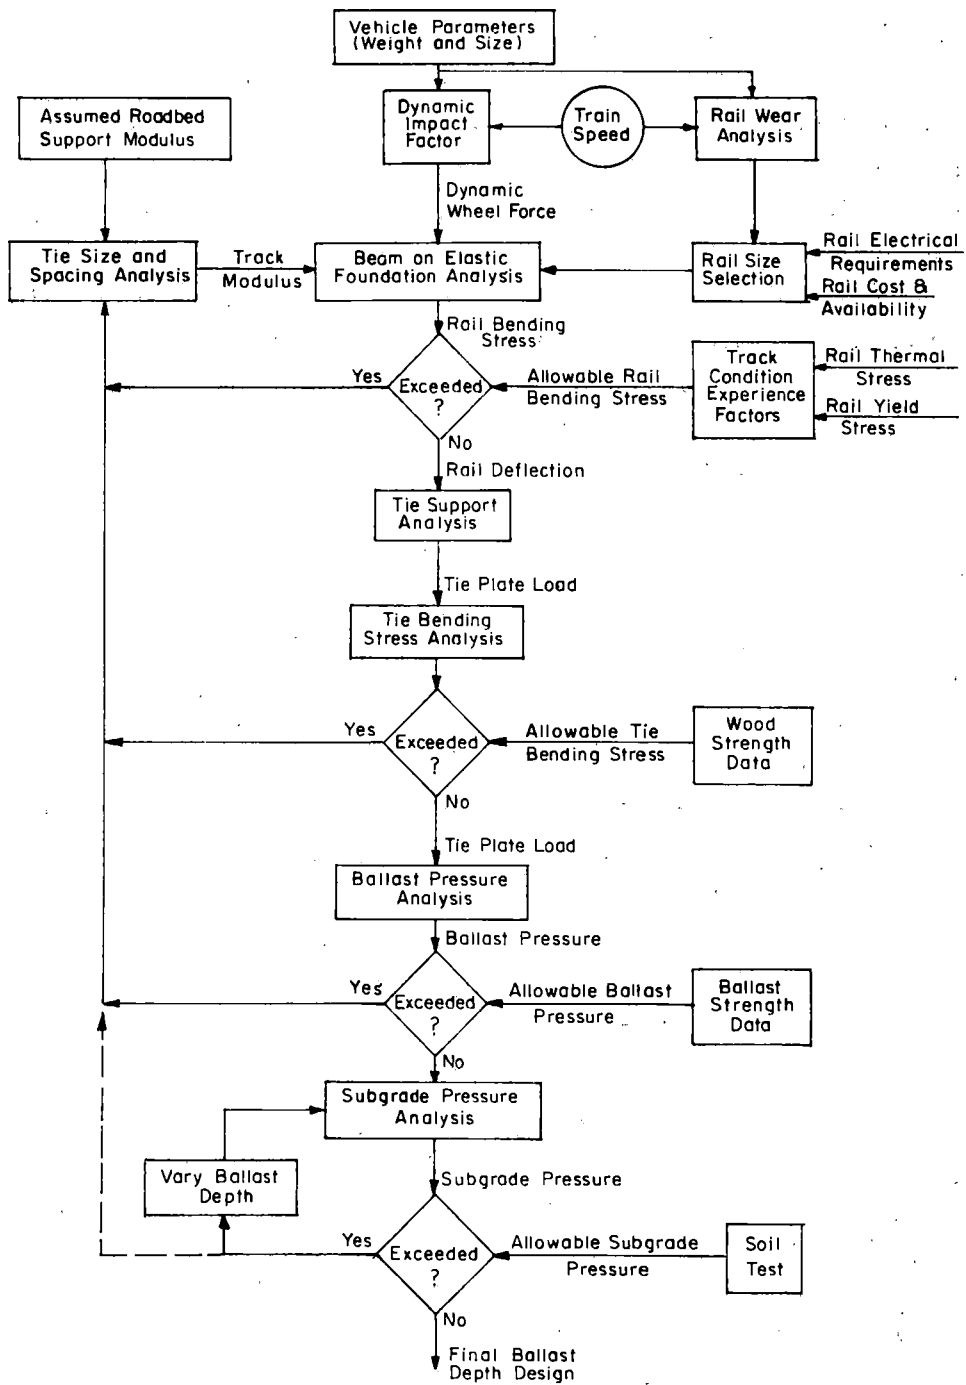 Vehicle Parameters
(Weight and Size)
Assumed Roadbed
Support Modulus
Dynamic
Impact
Factor
Train
Speed
Rail Wear
Analysis
Dynamic
Wheel Force
Tie Size and
Spacing Analysis
Track
Modulus
Beam on Elastic
Foundation Analysis
Rail Size
Selection
Rail Electrical
Requirements
Rail Cost &
Availability
Rail Bending
Stress
Yes
Exceeded
?
Allowable Rail
Bending Stress
Track
Condition
Experience
Factors
Rail Thermal
Stress
Rail Yield
Stress
No
Rail Deflection
Tie Support
Analysis
Tie Plate Load
Tie Bending
Stress Analysis
Yes
Exceeded
?
Allowable Tie
Bending Stress
Wood
Strength
Data
No
Tie Plate Load
Ballast Pressure
Analysis
Ballast Pressure
Yes
Exceeded
?
Allowable Ballast
Pressure
Ballast
Strength
Data
No
Subgrade Pressure
Analysis
Vary Ballast
Depth
Subgrade Pressure
Yes
Exceeded
?
Allowable Subgrade
Pressure
Soil
Test
No
Final Ballast
Depth Design